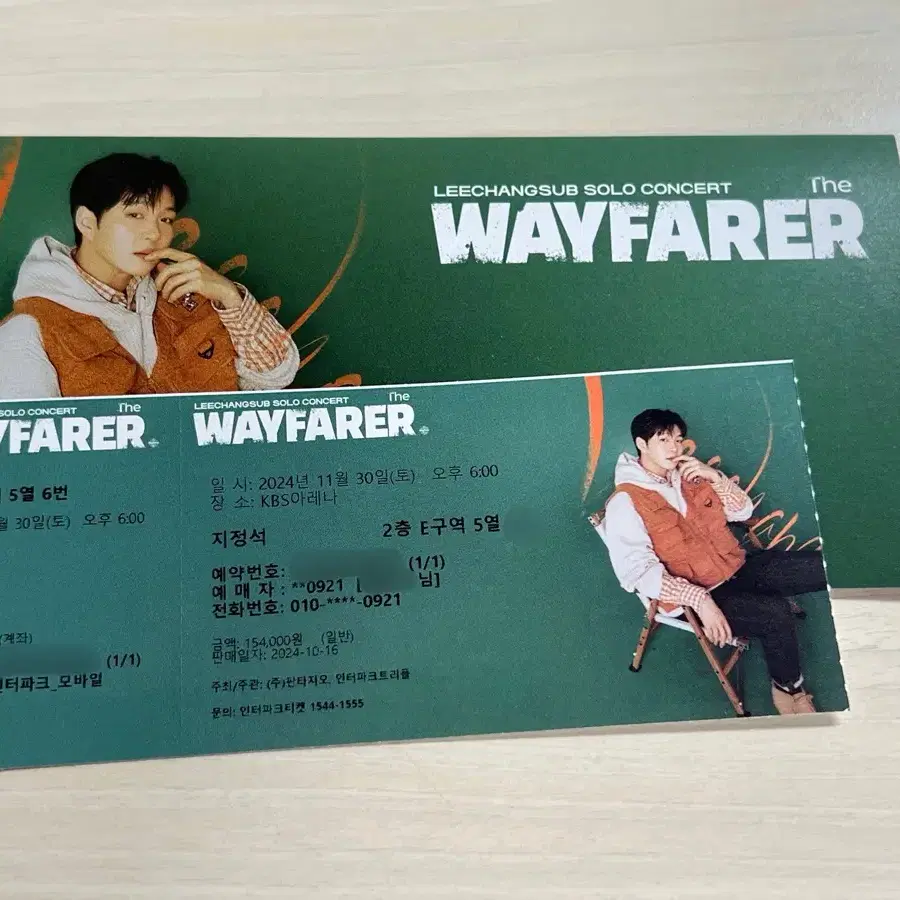 LEECHANGSUB SOLO CONCERT
The
WAYFARER
SOLO CONCERT
The
YFARER
5열 6번
월 30일(토) 오후 6:00
(계좌)
(1/1)
인터파크_모바일
LEECHANGSUB SOLO CONCERT
The
WAYFARER
일 시: 2024년 11월 30일(토) 오후 6:00
장 소: KBS아레나
지정석 2층 E구역 5열
예약번호: (1/1)
예 매 자 : **0921 [ 님]
전화번호: 010-****-0921
금액: 154,000원 (일반)
판매일자: 2024-10-16
주최/주관: (주)판타지오, 인터파크트리플
문의: 인터파크티켓 1544-1555